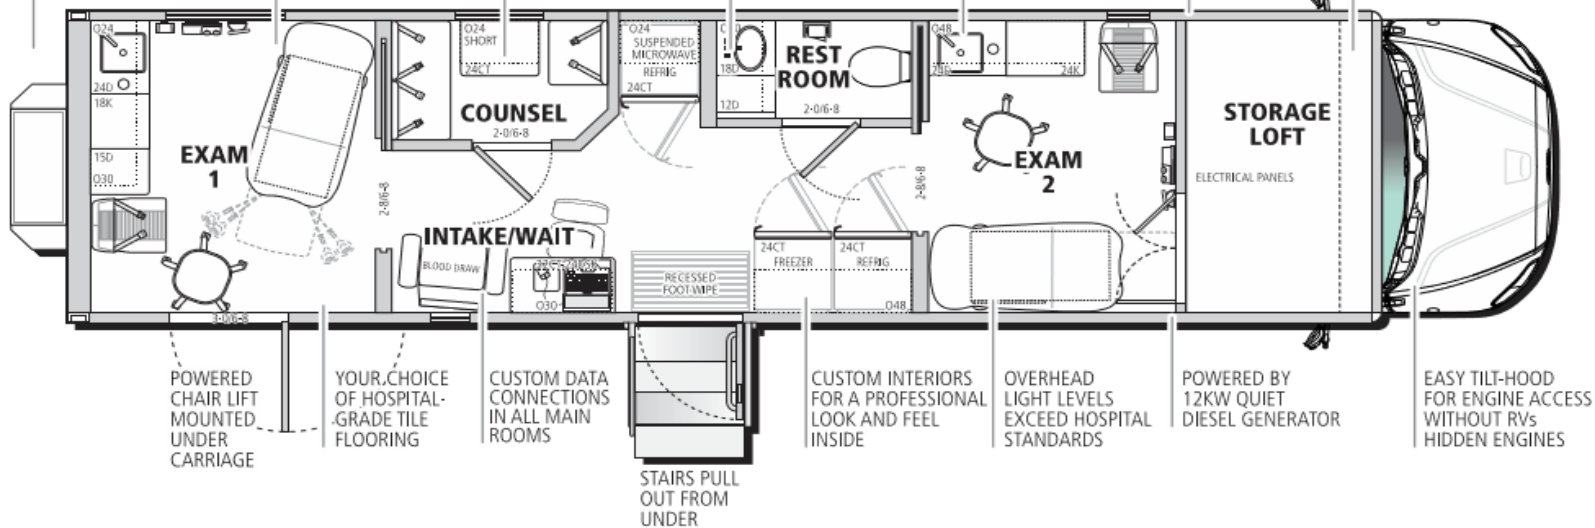 O24
24D
18K
15D
O30
EXAM
1
3-0/6-8
2-8/6-8
O24
SHORT
24CT
COUNSEL
2-0/6-8
INTAKE/WAIT
BLOOD DRAW
O30
O24
SUSPENDED
MICROWAVE
REFRIG
24CT
RECESSED
FOOT-WIPE
18D
12D
REST
ROOM
2-0/6-8
24CT
FREEZER
24CT
REFRIG
O48
2-8/6-8
O48
24D
24K
EXAM
2
STORAGE
LOFT
ELECTRICAL PANELS
POWERED
CHAIR LIFT
MOUNTED
UNDER
CARRIAGE
YOUR CHOICE
OF HOSPITAL-
GRADE TILE
FLOORING
CUSTOM DATA
CONNECTIONS
IN ALL MAIN
ROOMS
STAIRS PULL
OUT FROM
UNDER
CUSTOM INTERIORS
FOR A PROFESSIONAL
LOOK AND FEEL
INSIDE
OVERHEAD
LIGHT LEVELS
EXCEED HOSPITAL
STANDARDS
POWERED BY
12KW QUIET
DIESEL GENERATOR
EASY TILT-HOOD
FOR ENGINE ACCESS
WITHOUT RVs
HIDDEN ENGINES